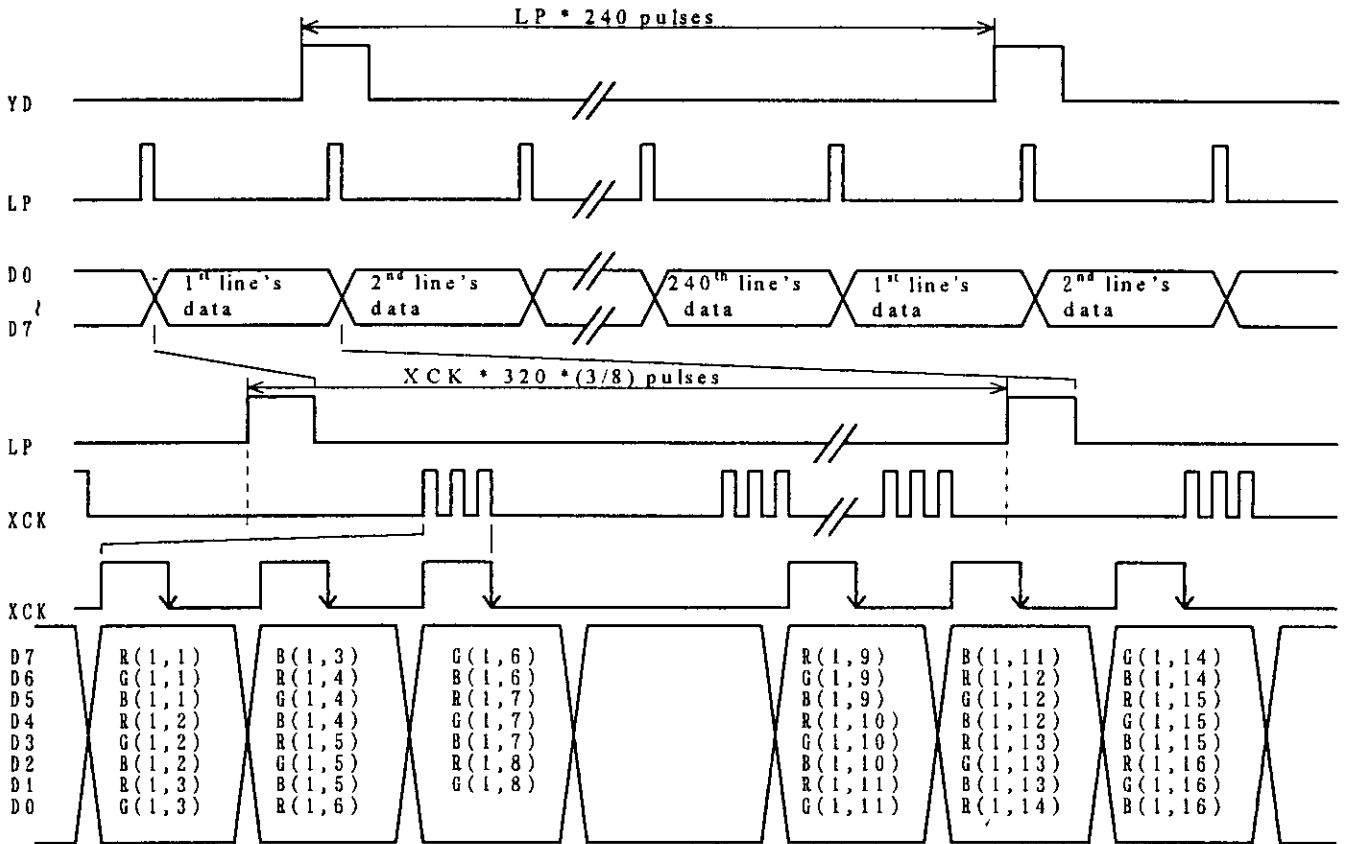 LP * 240 pulses
YD
LP
D0
~
D7
1st line's data
2nd line's data
240th line's data
1st line's data
2nd line's data
XCK * 320 *(3/8) pulses
LP
XCK
XCK
D7 R(1,1) B(1,3) G(1,6) R(1,9) B(1,11) G(1,14)
D6 G(1,1) R(1,4) B(1,6) G(1,9) R(1,12) B(1,14)
D5 B(1,1) G(1,4) R(1,7) B(1,9) G(1,12) R(1,15)
D4 R(1,2) B(1,4) G(1,7) R(1,10) B(1,12) G(1,15)
D3 G(1,2) R(1,5) B(1,7) G(1,10) R(1,13) B(1,15)
D2 B(1,2) G(1,5) R(1,8) B(1,10) G(1,13) R(1,16)
D1 R(1,3) B(1,5) G(1,8) R(1,11) B(1,13) G(1,16)
D0 G(1,3) R(1,6) G(1,11) R(1,14) B(1,16)